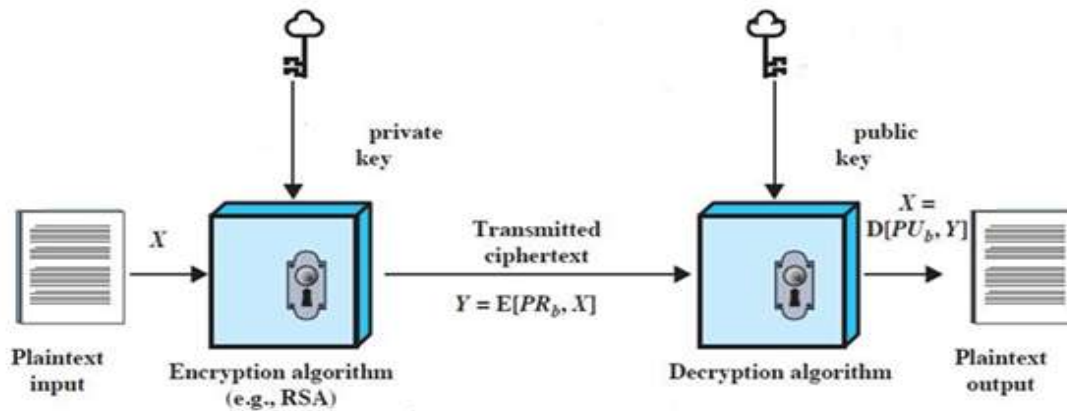 private
key
public
key
X
Transmitted
ciphertext
Y = E[PR_b, X]
X =
D[PU_b, Y]
Plaintext
input
Encryption algorithm
(e.g., RSA)
Decryption algorithm
Plaintext
output